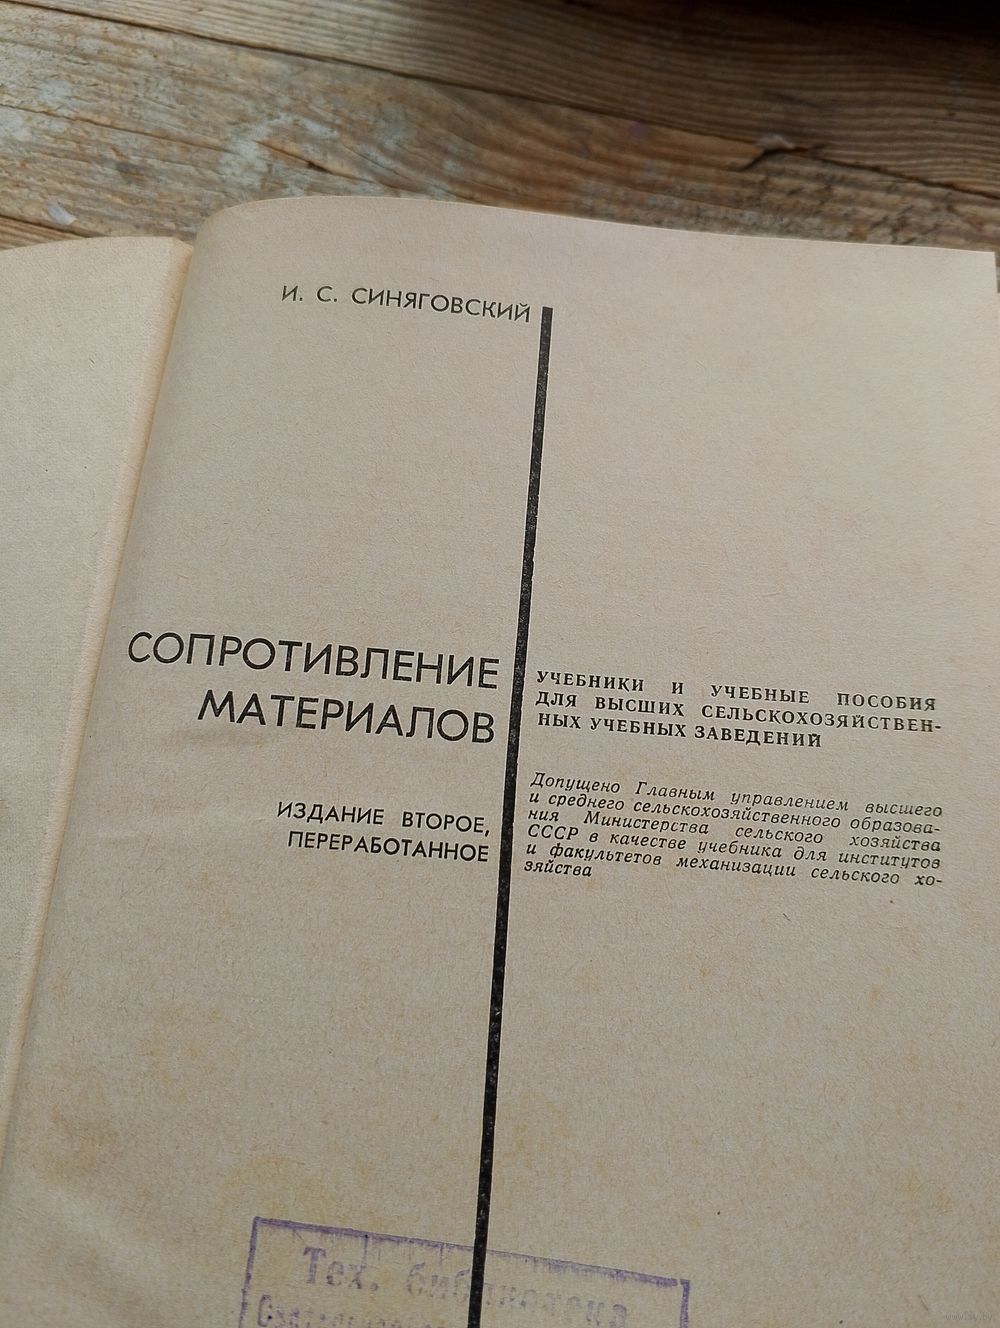 И. С. СИНЯГОВСКИЙ
СОПРОТИВЛЕНИЕ
МАТЕРИАЛОВ
ИЗДАНИЕ ВТОРОЕ,
ПЕРЕРАБОТАННОЕ
УЧЕБНИКИ И УЧЕБНЫЕ ПОСОБИЯ
ДЛЯ ВЫСШИХ СЕЛЬСКОХОЗЯЙСТВЕН-
НЫХ УЧЕБНЫХ ЗАВЕДЕНИЙ
Допущено Главным управлением высшего
и среднего сельскохозяйственного образова-
ния Министерства сельского хозяйства
СССР в качестве учебника для институтов
и факультетов механизации сельского хо-
зяйства
Тех. библиотека